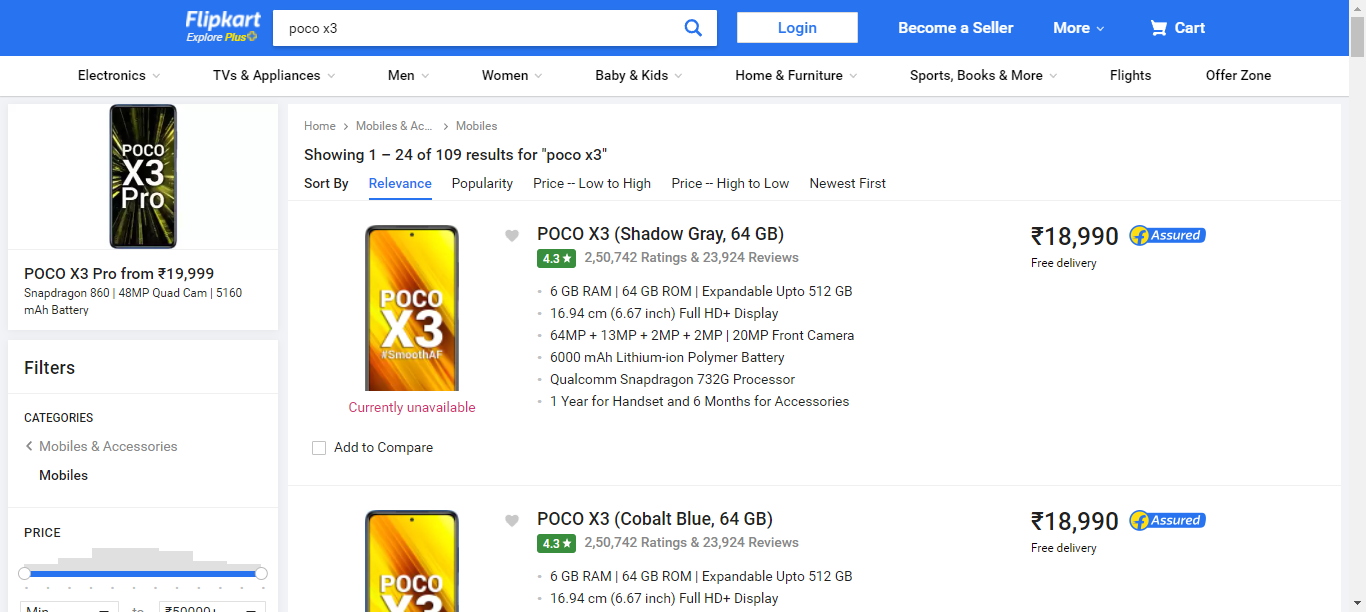 Flipkart
Explore Plus
poco x3
Login
Become a Seller
More
Cart
Electronics
TVs & Appliances
Men
Women
Baby & Kids
Home & Furniture
Sports, Books & More
Flights
Offer Zone
POCO
X3
Pro
POCO X3 Pro from ₹19,999
Snapdragon 860 | 48MP Quad Cam | 5160
mAh Battery
Filters
CATEGORIES
Mobiles & Accessories
Mobiles
PRICE
Min
to
₹50000+
Home
Mobiles & Ac...
Mobiles
Showing 1 – 24 of 109 results for "poco x3"
Sort By
Relevance
Popularity
Price -- Low to High
Price -- High to Low
Newest First
POCO
X3
#SmoothAF
Currently unavailable
Add to Compare
POCO X3 (Shadow Gray, 64 GB)
4.3 ★ 2,50,742 Ratings & 23,924 Reviews
6 GB RAM | 64 GB ROM | Expandable Upto 512 GB
16.94 cm (6.67 inch) Full HD+ Display
64MP + 13MP + 2MP + 2MP | 20MP Front Camera
6000 mAh Lithium-ion Polymer Battery
Qualcomm Snapdragon 732G Processor
1 Year for Handset and 6 Months for Accessories
₹18,990
Assured
Free delivery
POCO
X3
POCO X3 (Cobalt Blue, 64 GB)
4.3 ★ 2,50,742 Ratings & 23,924 Reviews
6 GB RAM | 64 GB ROM | Expandable Upto 512 GB
16.94 cm (6.67 inch) Full HD+ Display
₹18,990
Assured
Free delivery